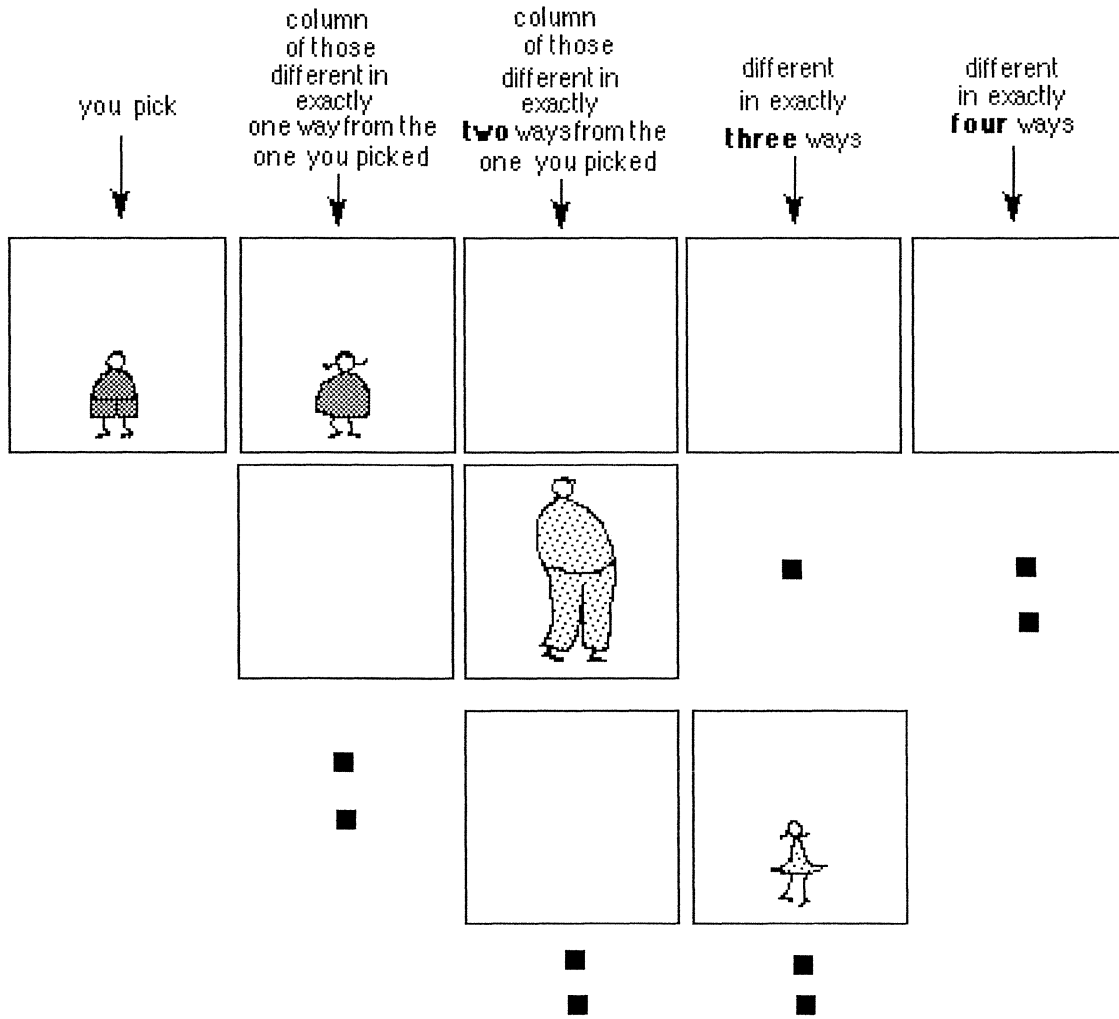 you pick
column
of those
different in
exactly
one way from the
one you picked
column
of those
different in
exactly
two ways from the
one you picked
different
in exactly
three ways
different
in exactly
four ways